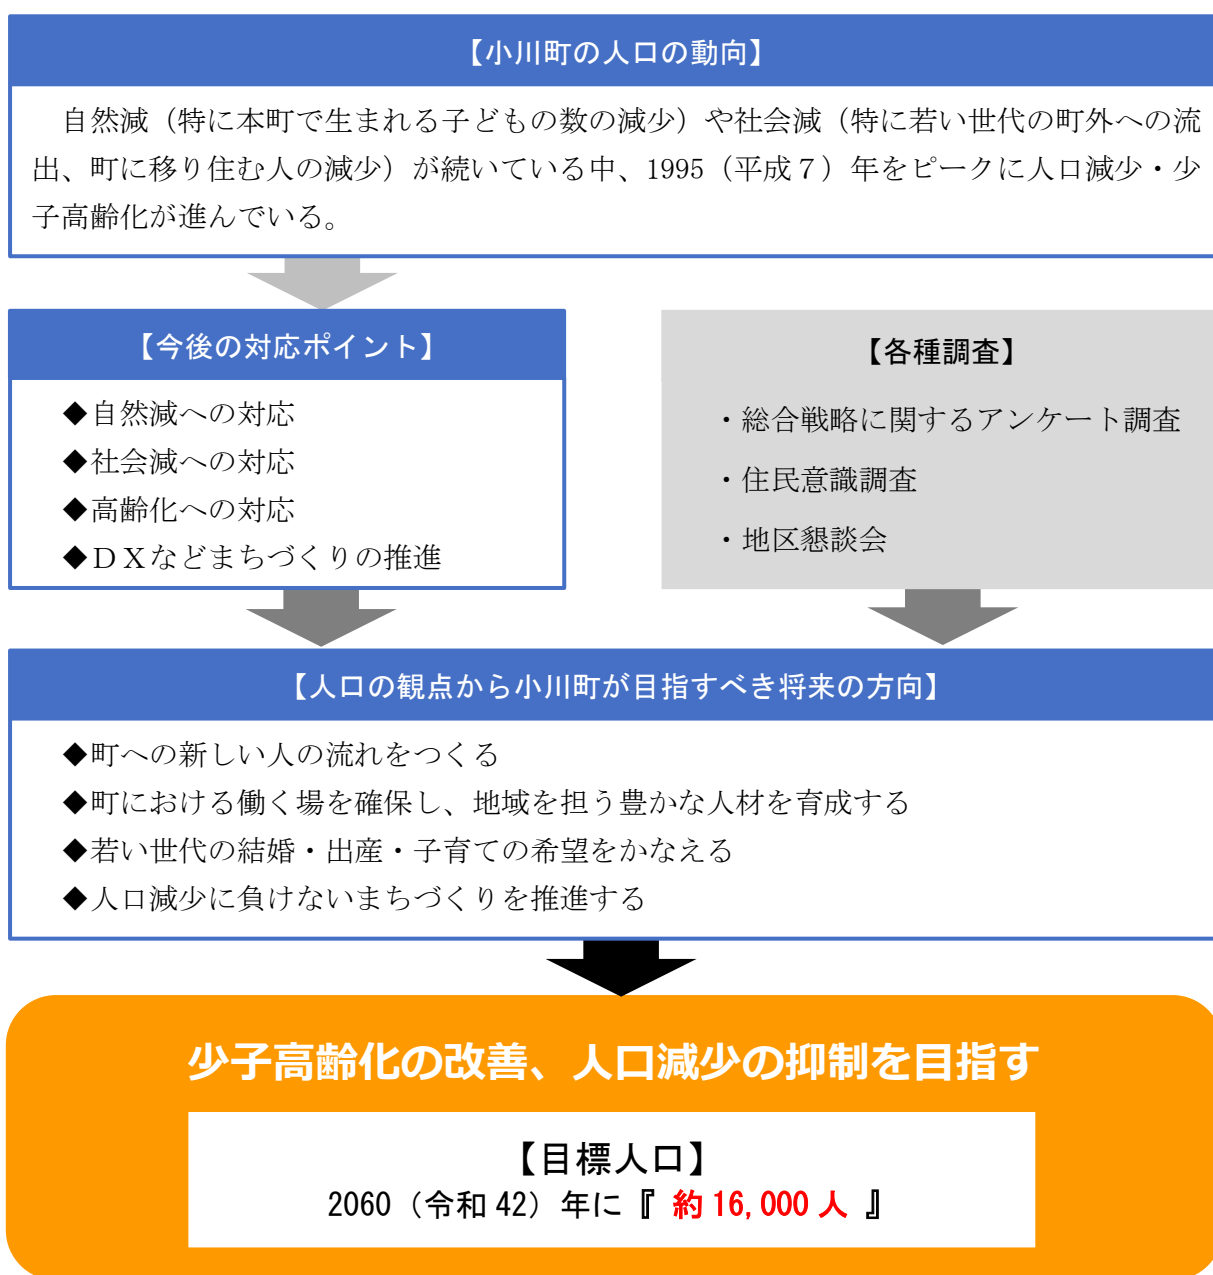 【小川町の人口の動向】
自然減（特に本町で生まれる子どもの数の減少）や社会減（特に若い世代の町外への流
出、町に移り住む人の減少）が続いている中、1995（平成７）年をピークに人口減少・少
子高齢化が進んでいる。
【今後の対応ポイント】
◆自然減への対応
◆社会減への対応
◆高齢化への対応
◆ＤＸなどまちづくりの推進
【各種調査】
・総合戦略に関するアンケート調査
・住民意識調査
・地区懇談会
【人口の観点から小川町が目指すべき将来の方向】
◆町への新しい人の流れをつくる
◆町における働く場を確保し、地域を担う豊かな人材を育成する
◆若い世代の結婚・出産・子育ての希望をかなえる
◆人口減少に負けないまちづくりを推進する
少子高齢化の改善、人口減少の抑制を目指す
【目標人口】
2060（令和 42）年に『 約 16,000 人 』